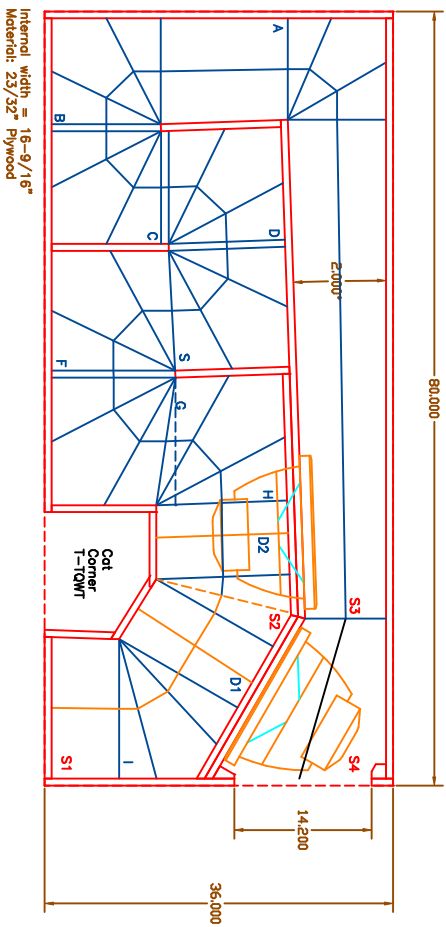 Internal width = 16-9/16"
Material: 23/32" Plywood
80.000
36.000
14.200
2.000°
A
B
C
D
S
F
G
H
D2
S2
S3
S4
D1
I
S1
Cat
Corner
T-TQWT